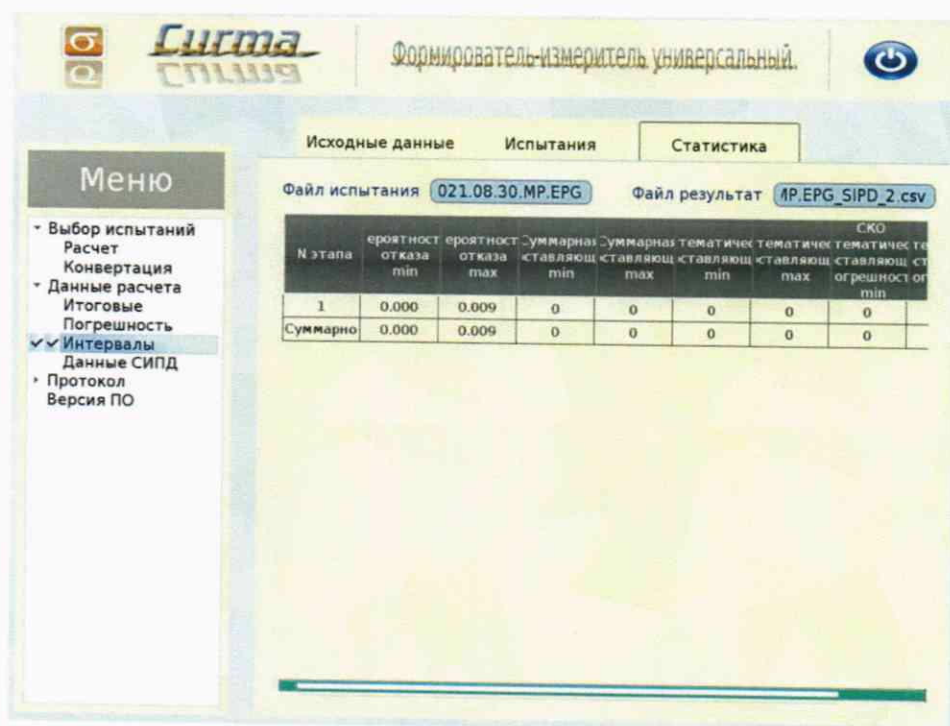 σ Сигма
Формирователь-измеритель универсальный.
Исходные данные Испытания Статистика
Меню
Файл испытания 021.08.30.MP.EPG Файл результат MP.EPG_SIPD_2.csv
Выбор испытаний
Расчет
Конвертация
Данные расчета
Итоговые
Погрешность
Интервалы
Данные СИПД
Протокол
Версия ПО
СКО
ероятност ероятност Суммарная Суммарная тематичес тематичес тематичес те
N этапа отказа отказа ставляющ ставляющ ставляющ ставляющ ставляющ ст
min max min max min max огрешност ог
min
1 0.000 0.009 0 0 0 0 0
Суммарно 0.000 0.009 0 0 0 0 0